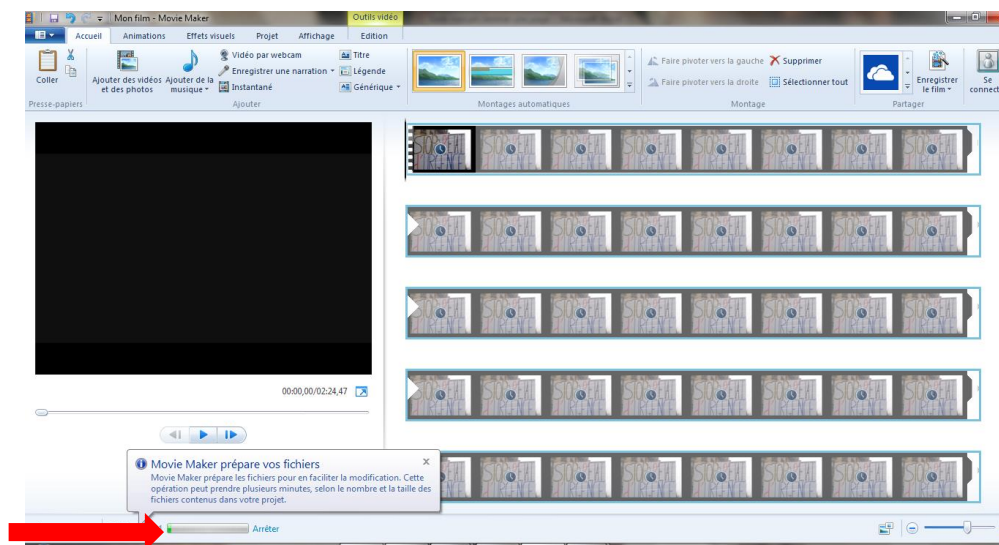 Mon film - Movie Maker
Outils vidéo
Accueil Animations Effets visuels Projet Affichage Edition
Coller
Presse-papiers
Ajouter des vidéos et des photos
Ajouter de la musique
Vidéo par webcam
Enregistrer une narration
Instantané
Titre
Légende
Générique
Ajouter
Montages automatiques
Faire pivoter vers la gauche
Faire pivoter vers la droite
Supprimer
Sélectionner tout
Montage
Partager
Enregistrer le film
Se connect
00:00,00/02:24,47
Movie Maker prépare vos fichiers
Movie Maker prépare les fichiers pour en faciliter la modification. Cette
opération peut prendre plusieurs minutes, selon le nombre et la taille des
fichiers contenus dans votre projet.
Arrêter